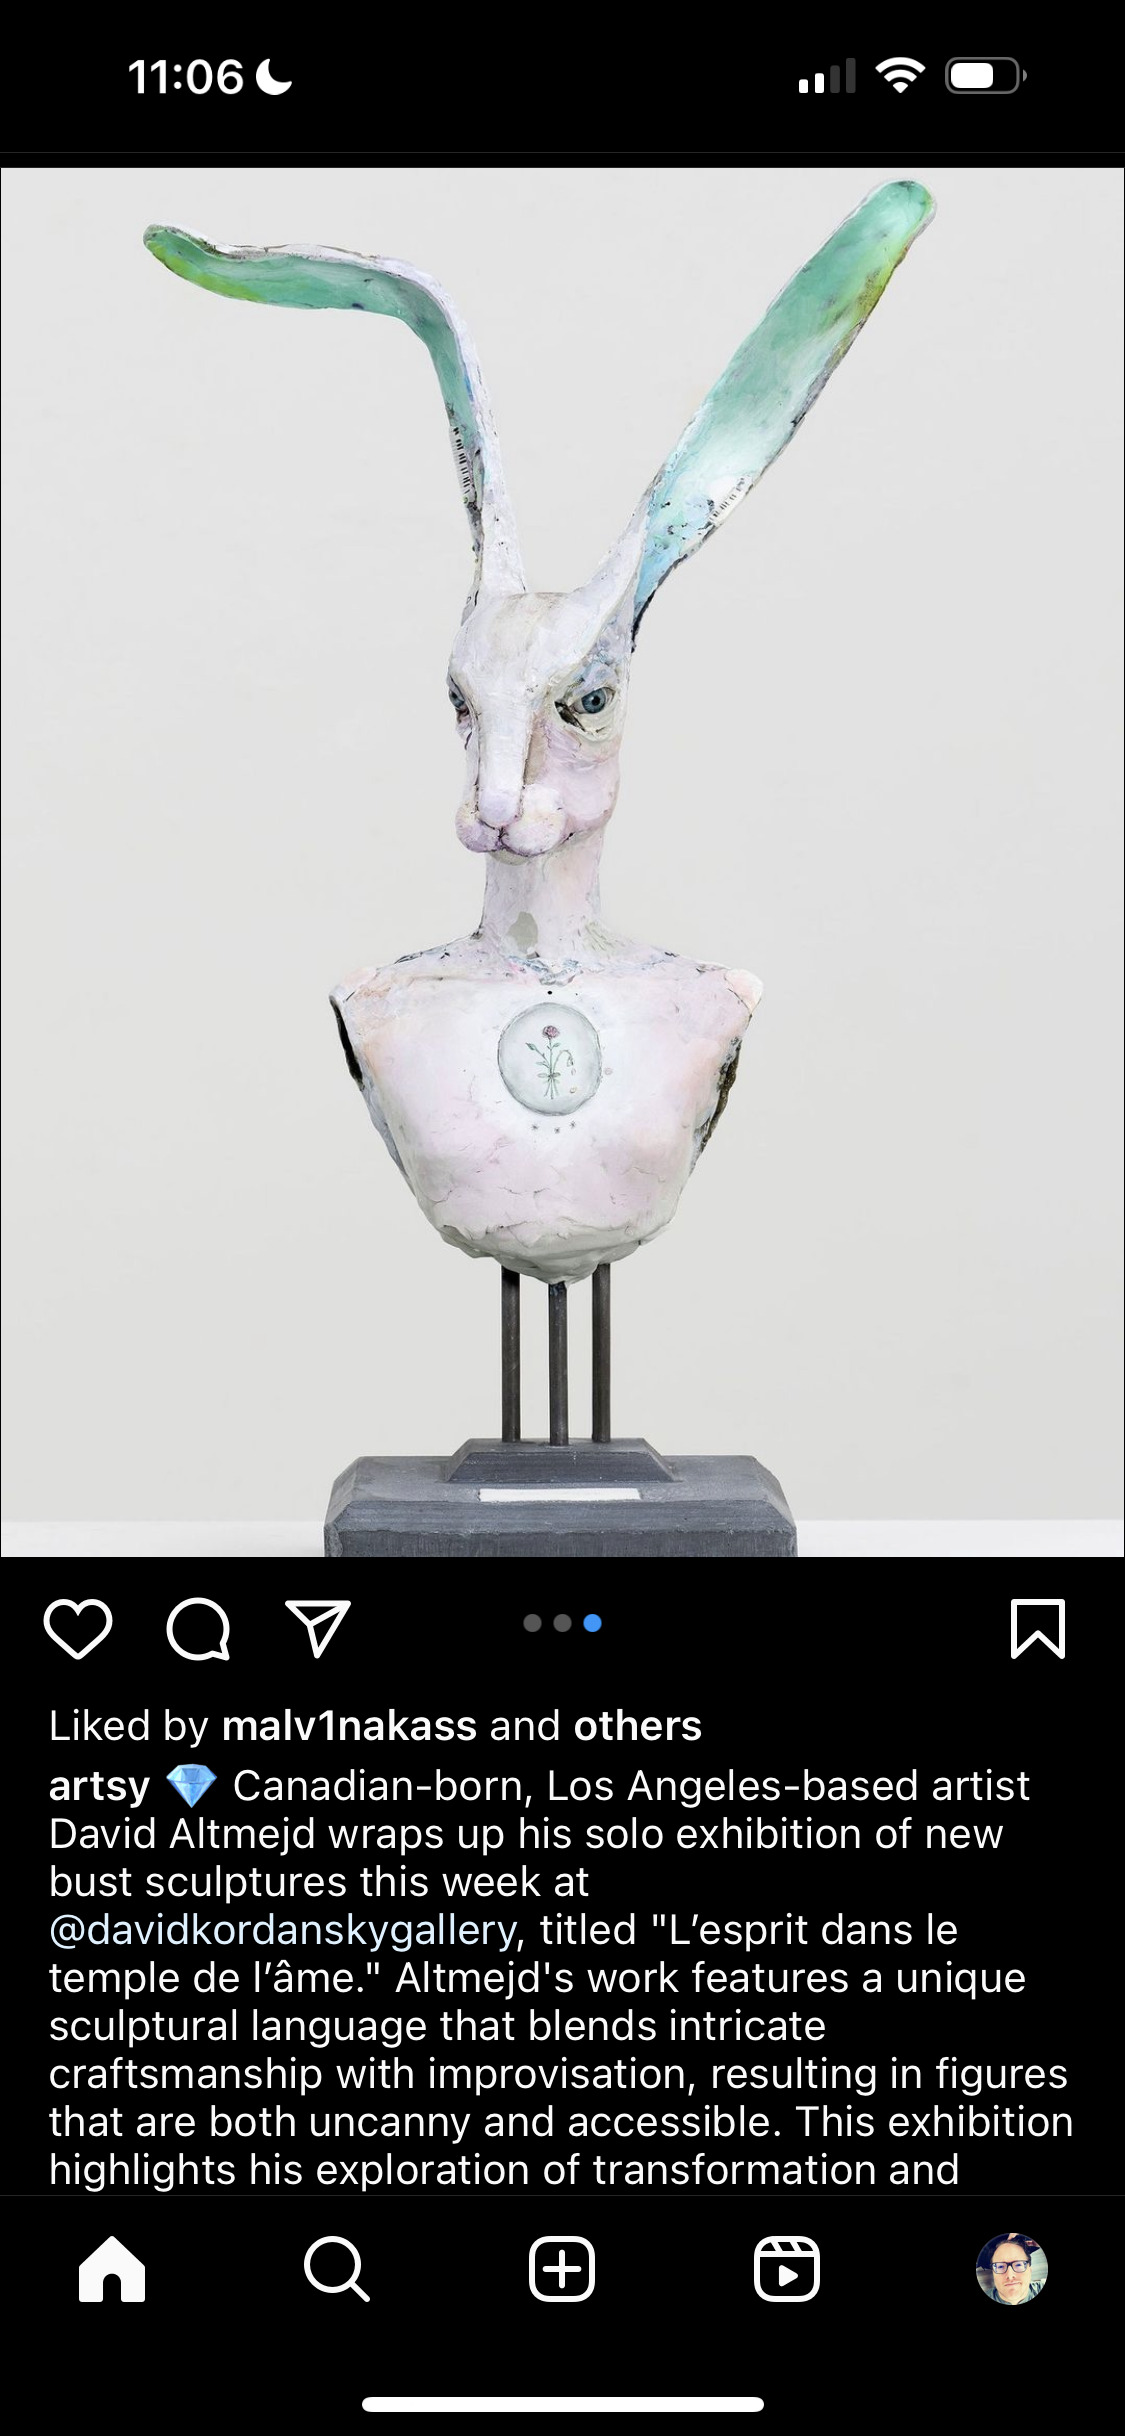 11:06
Liked by malv1nakass and others
artsy 💎 Canadian-born, Los Angeles-based artist
David Altmejd wraps up his solo exhibition of new
bust sculptures this week at
@davidkordanskygallery, titled "L’esprit dans le
temple de l’âme." Altmejd's work features a unique
sculptural language that blends intricate
craftsmanship with improvisation, resulting in figures
that are both uncanny and accessible. This exhibition
highlights his exploration of transformation and